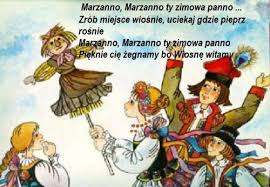 Marzanno, Marzanno ty zimowa panno ...
Zrób miejsce wiośnie, uciekaj gdzie pieprz
rośnie
Marzanno, Marzanno ty zimowa panno
Pięknie cię żegnamy bo Wiosnę witamy